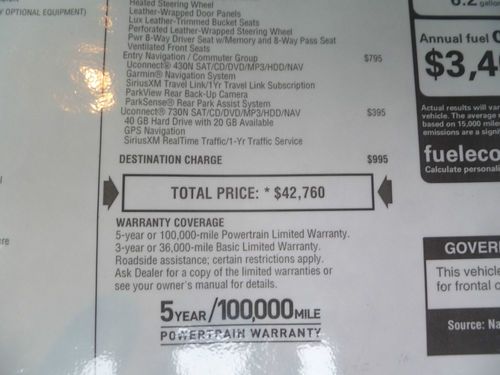 Y OPTIONAL EQUIPMENT)
Heated Steering Wheel
Leather-Wrapped Door Panels
Lux Leather-Trimmed Bucket Seats
Perforated Leather-Wrapped Steering Wheel
Pwr 8-Way Driver Seat w/Memory and 8-Way Pass Seat
Ventilated Front Seats
Entry Navigation / Commuter Group $795
Uconnect® 430N SAT/CD/DVD/MP3/HDD/NAV
Garmin® Navigation System
SiriusXM Travel Link/1Yr Travel Link Subscription
ParkView Rear Back-Up Camera
ParkSense® Rear Park Assist System
Uconnect® 730N SAT/CD/DVD/MP3/HDD/NAV $395
40 GB Hard Drive with 20 GB Available
GPS Navigation
SiriusXM RealTime Traffic/1-Yr Traffic Service
DESTINATION CHARGE $995
TOTAL PRICE: * $42,760
WARRANTY COVERAGE
5-year or 100,000-mile Powertrain Limited Warranty.
3-year or 36,000-mile Basic Limited Warranty.
Roadside assistance; certain restrictions apply.
Ask Dealer for a copy of the limited warranties or
see your owner's manual for details.
5 YEAR/100,000 MILE
POWERTRAIN WARRANTY
Annual fuel
$3,4
Actual results will var
vehicle. The average
based on 15,000 mile
emissions are a signi
fueleco
Calculate personali
GOVER
This vehicle
for frontal
Source: Na